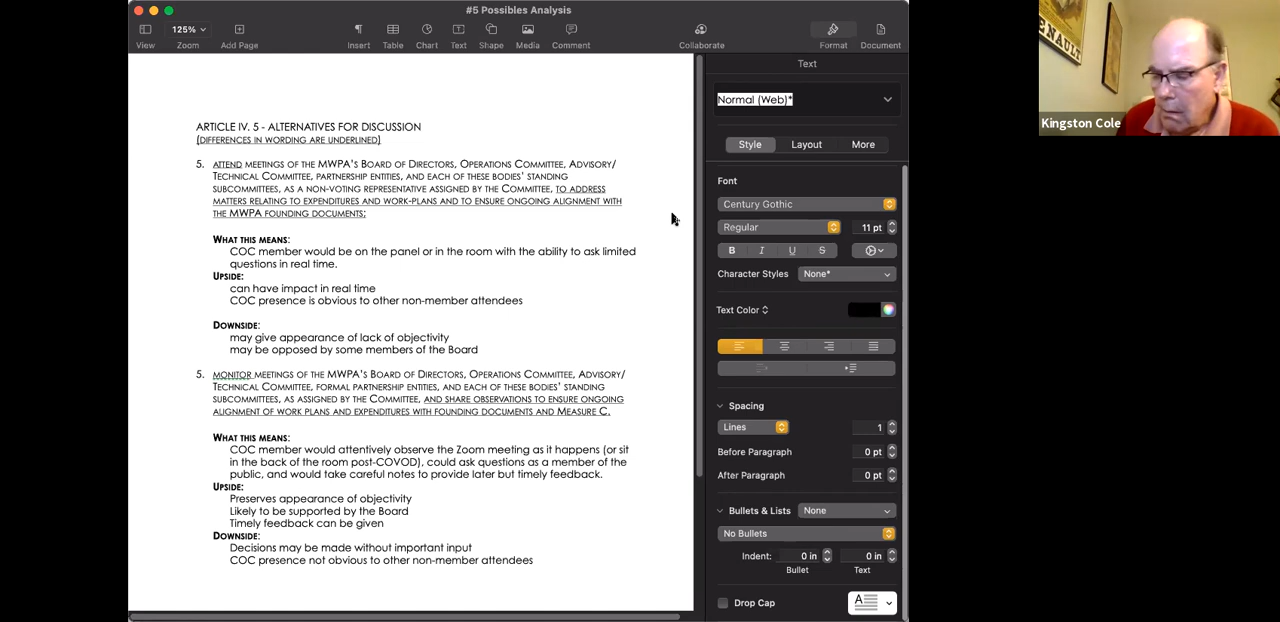 #5 Possibles Analysis
125%
View
Zoom
Add Page
Insert
Table
Chart
Text
Shape
Media
Comment
Collaborate
Format
Document
ARTICLE IV. 5 - ALTERNATIVES FOR DISCUSSION
(DIFFERENCES IN WORDING ARE UNDERLINED)
5. ATTEND MEETINGS OF THE MWPA'S BOARD OF DIRECTORS, OPERATIONS COMMITTEE, ADVISORY/
TECHNICAL COMMITTEE, PARTNERSHIP ENTITIES, AND EACH OF THESE BODIES' STANDING
SUBCOMMITTEES, AS A NON-VOTING REPRESENTATIVE ASSIGNED BY THE COMMITTEE, TO ADDRESS
MATTERS RELATING TO EXPENDITURES AND WORK-PLANS AND TO ENSURE ONGOING ALIGNMENT WITH
THE MWPA FOUNDING DOCUMENTS;
WHAT THIS MEANS:
COC member would be on the panel or in the room with the ability to ask limited
questions in real time.
UPSIDE:
can have impact in real time
COC presence is obvious to other non-member attendees
DOWNSIDE:
may give appearance of lack of objectivity
may be opposed by some members of the Board
5. MONITOR MEETINGS OF THE MWPA'S BOARD OF DIRECTORS, OPERATIONS COMMITTEE, ADVISORY/
TECHNICAL COMMITTEE, FORMAL PARTNERSHIP ENTITIES, AND EACH OF THESE BODIES' STANDING
SUBCOMMITTEES, AS ASSIGNED BY THE COMMITTEE, AND SHARE OBSERVATIONS TO ENSURE ONGOING
ALIGNMENT OF WORK PLANS AND EXPENDITURES WITH FOUNDING DOCUMENTS AND MEASURE C.
WHAT THIS MEANS:
COC member would attentively observe the Zoom meeting as it happens (or sit
in the back of the room post-COVOD), could ask questions as a member of the
public, and would take careful notes to provide later but timely feedback.
UPSIDE:
Preserves appearance of objectivity
Likely to be supported by the Board
Timely feedback can be given
DOWNSIDE:
Decisions may be made without important input
COC presence not obvious to other non-member attendees
Text
Normal (Web)*
Style
Layout
More
Font
Century Gothic
Regular
11 pt
B I U S
Character Styles
None*
Text Color
Spacing
Lines
1
Before Paragraph
0 pt
After Paragraph
0 pt
Bullets & Lists
None
No Bullets
Indent:
0 in
0 in
Bullet
Text
Drop Cap
A
RENAULT
Kingston Cole